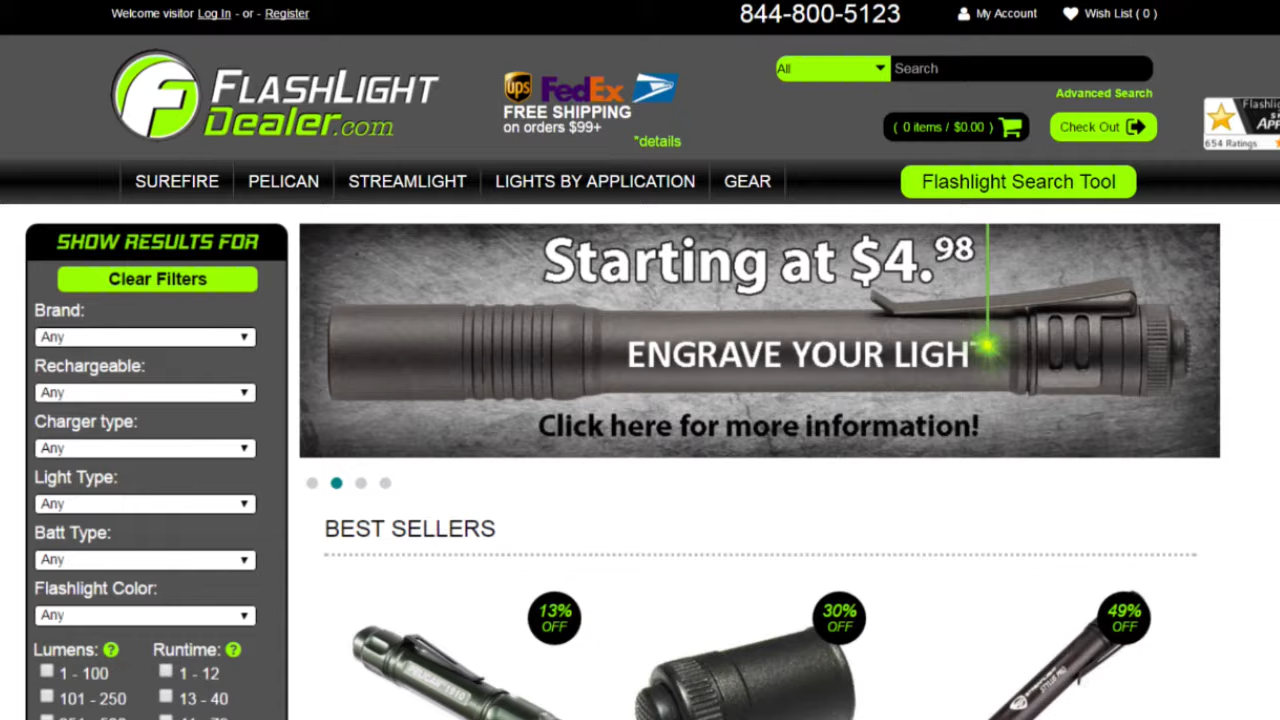 Welcome visitor Log In - or - Register
844-800-5123
My Account
Wish List ( 0 )
FLASHLIGHT
Dealer.com
ups FedEx
FREE SHIPPING
on orders $99+
*details
All
Search
Advanced Search
( 0 items / $0.00 )
Check Out
654 Ratings
SUREFIRE
PELICAN
STREAMLIGHT
LIGHTS BY APPLICATION
GEAR
Flashlight Search Tool
SHOW RESULTS FOR
Clear Filters
Brand:
Any
Rechargeable:
Any
Charger type:
Any
Light Type:
Any
Batt Type:
Any
Flashlight Color:
Any
Lumens: ?
Runtime: ?
1 - 100
1 - 12
101 - 250
13 - 40
Starting at $4.98
ENGRAVE YOUR LIGH
Click here for more information!
BEST SELLERS
13%
OFF
30%
OFF
49%
OFF